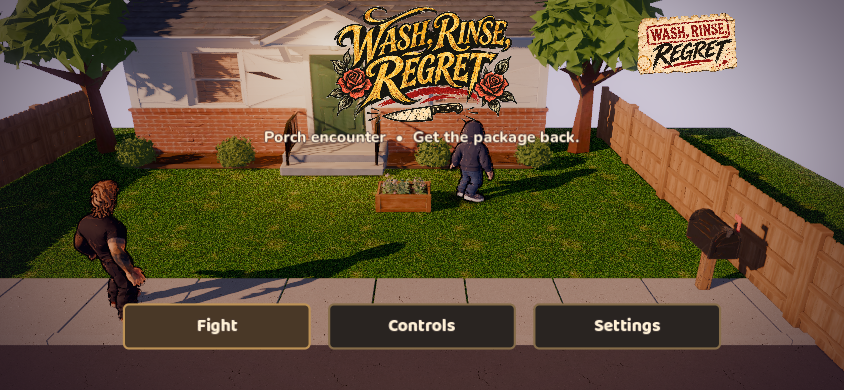 WASH, RINSE,
REGRET
WASH, RINSE,
REGRET
Porch encounter • Get the package back.
Fight
Controls
Settings